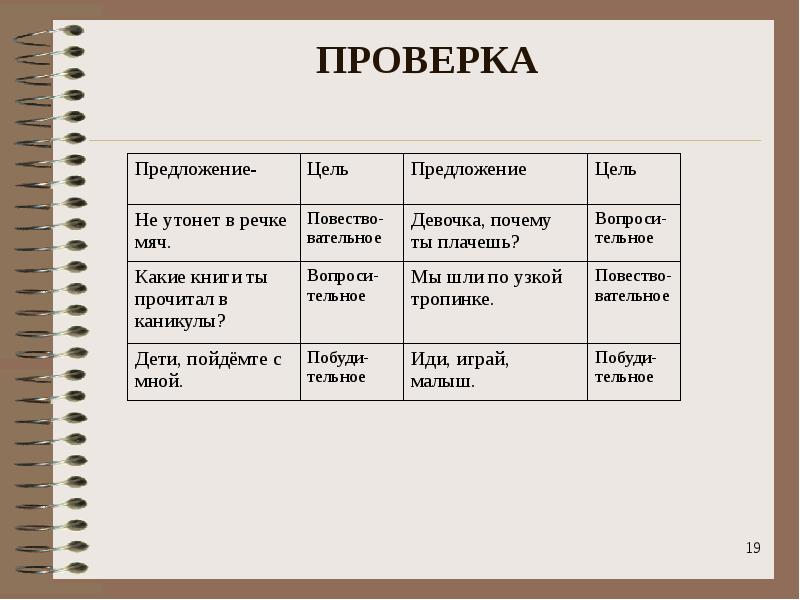 ПРОВЕРКА
Предложение-
Цель
Предложение
Цель
Не утонет в речке
мяч.
Повество-
вательное
Девочка, почему
ты плачешь?
Вопроси-
тельное
Какие книги ты
прочитал в
каникулы?
Вопроси-
тельное
Мы шли по узкой
тропинке.
Повество-
вательное
Дети, пойдёмте с
мной.
Побуди-
тельное
Иди, играй,
малыш.
Побуди-
тельное
19